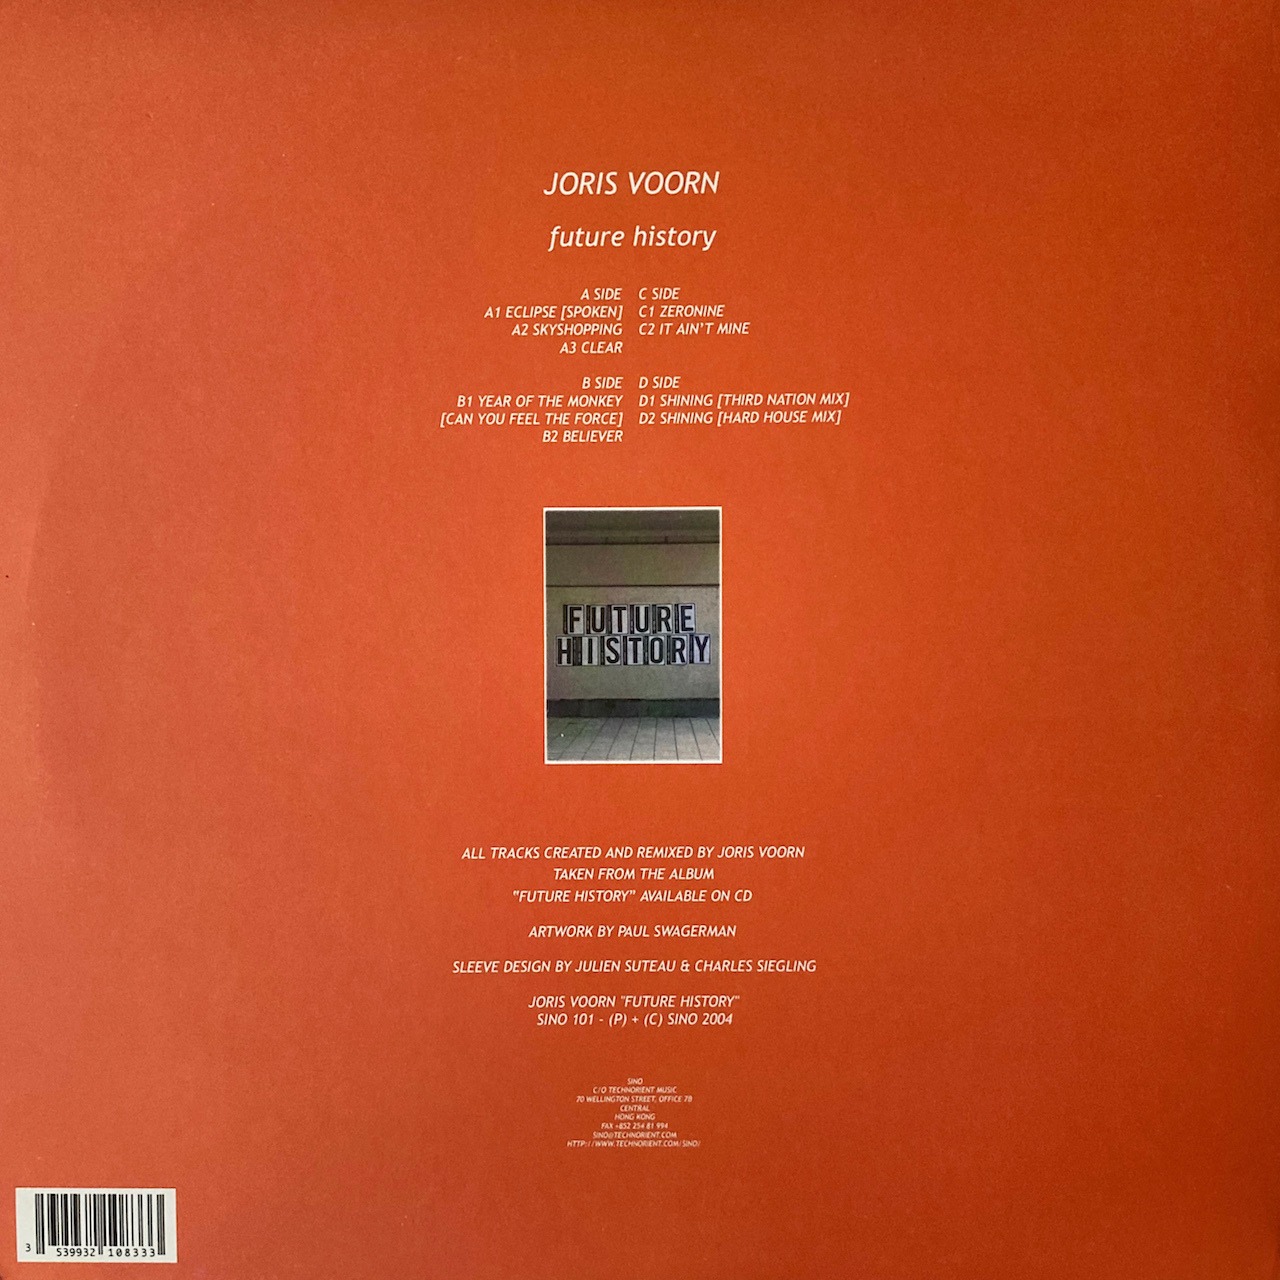 JORIS VOORN
future history
A SIDE
A1 ECLIPSE [SPOKEN]
A2 SKYSHOPPING
A3 CLEAR
B SIDE
B1 YEAR OF THE MONKEY
[CAN YOU FEEL THE FORCE]
B2 BELIEVER
C SIDE
C1 ZERONINE
C2 IT AIN'T MINE
D SIDE
D1 SHINING [THIRD NATION MIX]
D2 SHINING [HARD HOUSE MIX]
FUTURE
HISTORY
ALL TRACKS CREATED AND REMIXED BY JORIS VOORN
TAKEN FROM THE ALBUM
"FUTURE HISTORY" AVAILABLE ON CD
ARTWORK BY PAUL SWAGERMAN
SLEEVE DESIGN BY JULIEN SUTEAU & CHARLES SIEGLING
JORIS VOORN "FUTURE HISTORY"
SINO 101 - (P) + (C) SINO 2004
SINO
C/O TECHNORIENT MUSIC
70 WELLINGTON STREET, OFFICE 7B
CENTRAL
HONG KONG
FAX +852 254 81 994
SINO@TECHNORIENT.COM
HTTP://WWW.TECHNORIENT.COM/SINO/
3 539932 108333